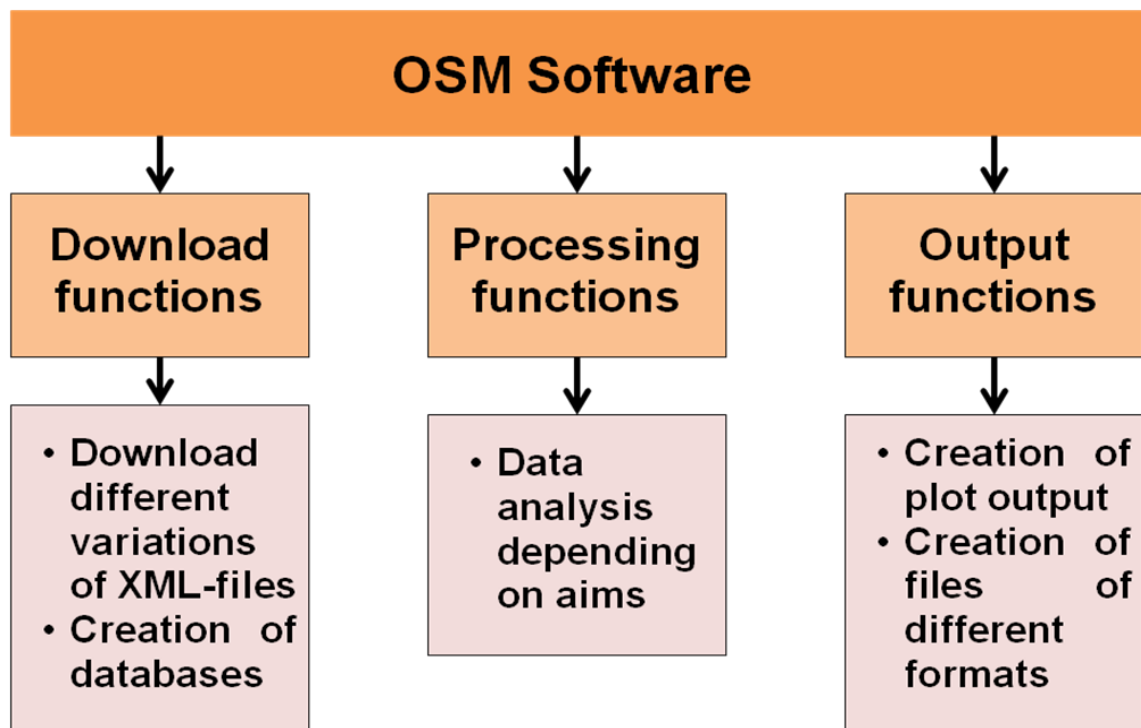 OSM Software
Download
functions
Processing
functions
Output
functions
• Download
different
variations
of XML-files
• Creation of
databases
• Data
analysis
depending
on aims
• Creation of
plot output
• Creation of
files of
different
formats